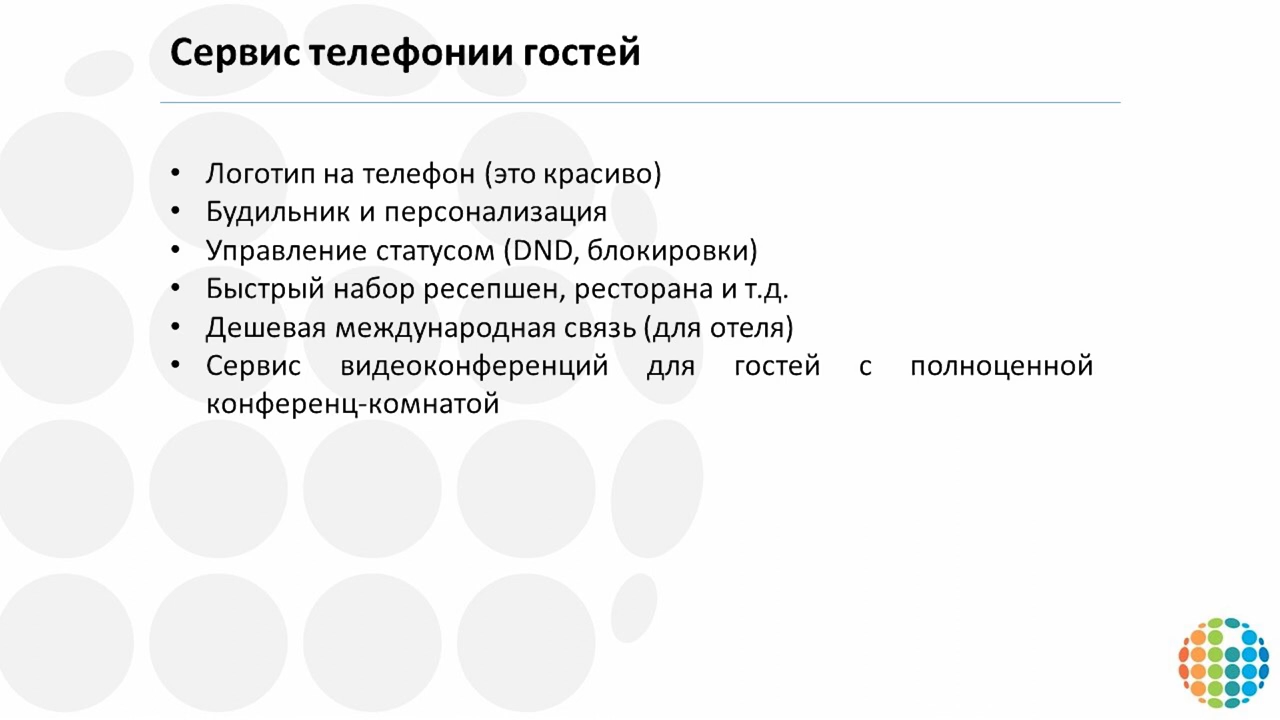 Сервис телефонии гостей
• Логотип на телефон (это красиво)
• Будильник и персонализация
• Управление статусом (DND, блокировки)
• Быстрый набор ресепшен, ресторана и т.д.
• Дешевая международная связь (для отеля)
• Сервис видеоконференций для гостей с полноценной
конференц-комнатой